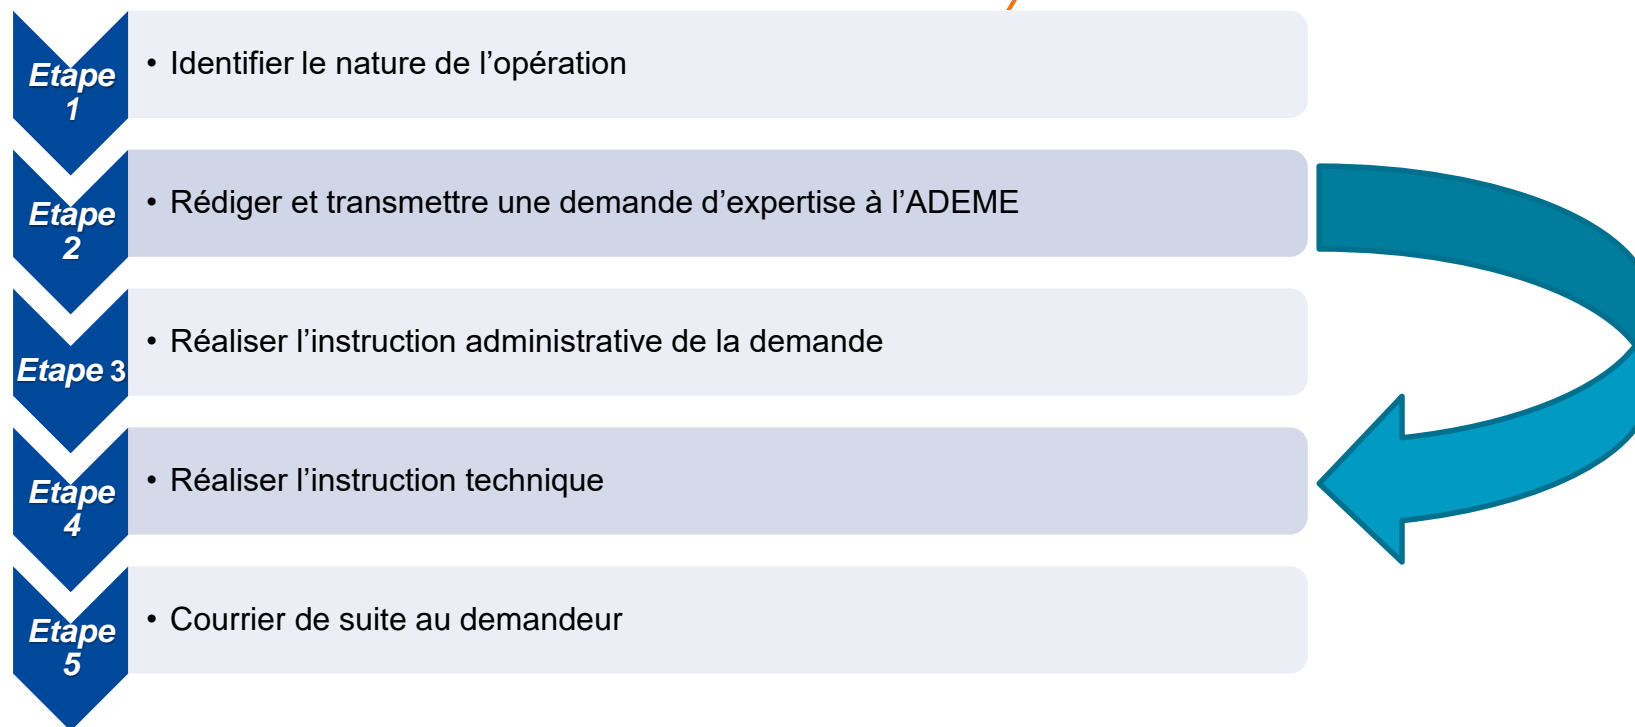 Etape
1
• Identifier le nature de l’opération
Etape
2
• Rédiger et transmettre une demande d’expertise à l’ADEME
Etape 3
• Réaliser l’instruction administrative de la demande
Etape
4
• Réaliser l’instruction technique
Etape
5
• Courrier de suite au demandeur